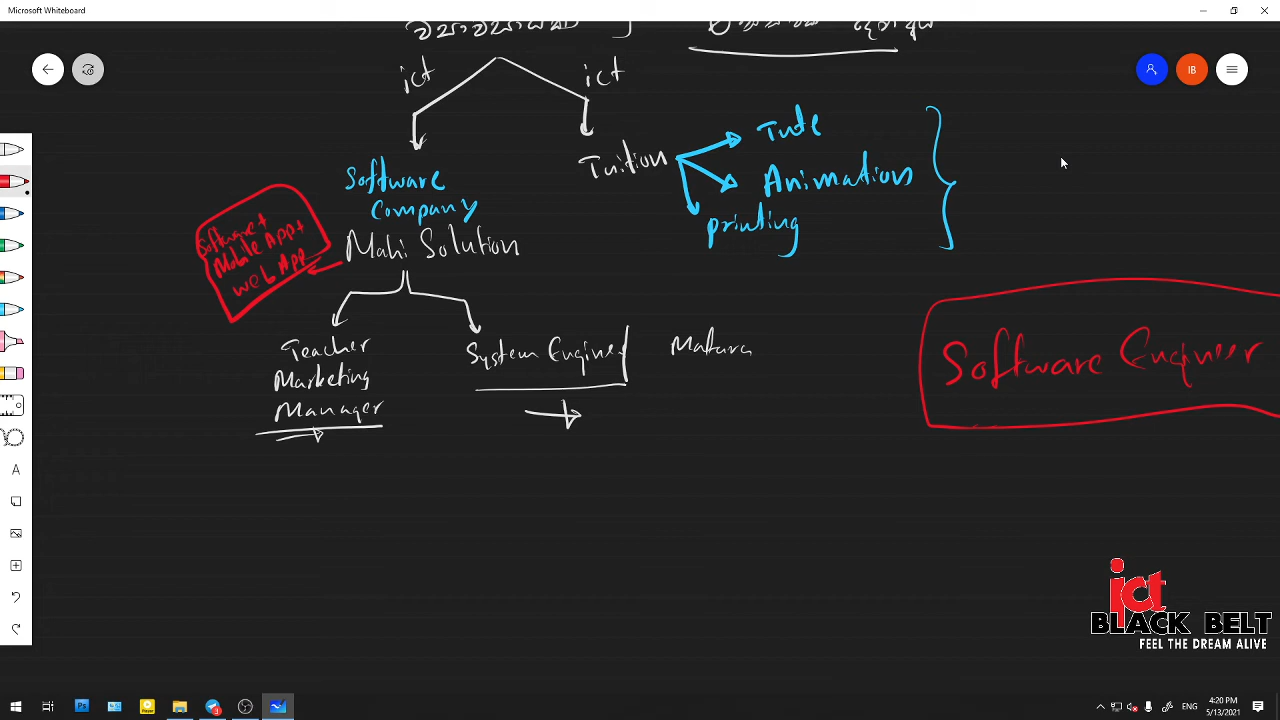 Microsoft Whiteboard
IB
ict
ict
Tuition
Tute
Animation
printing
Software
Company
Mahi Solution
Software +
Mobile App +
web App
Teacher
Marketing
Manager
System Engineer
Matara
Software Engineer
ict
BLACK BELT
FEEL THE DREAM ALIVE
ENG
4:20 PM
5/13/2021